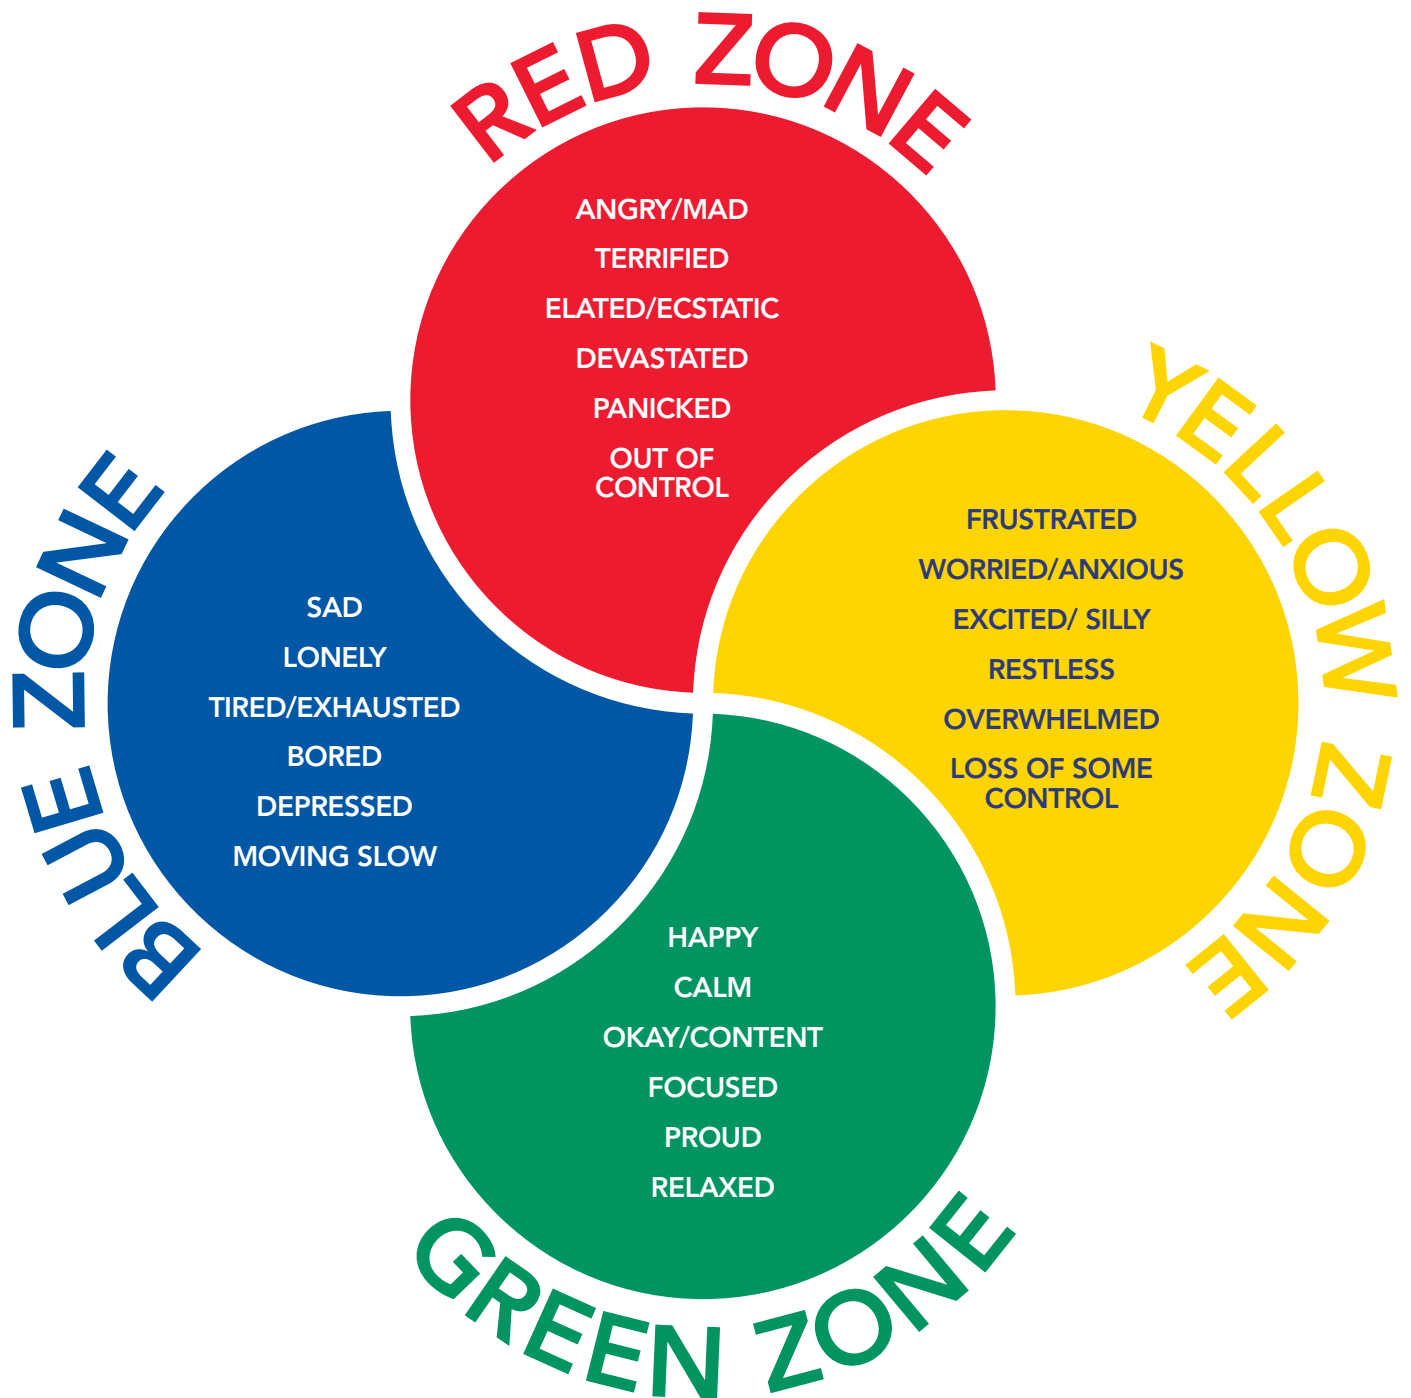 RED ZONE
ANGRY/MAD
TERRIFIED
ELATED/ECSTATIC
DEVASTATED
PANICKED
OUT OF
CONTROL
YELLOW ZONE
FRUSTRATED
WORRIED/ANXIOUS
EXCITED/ SILLY
RESTLESS
OVERWHELMED
LOSS OF SOME
CONTROL
BLUE ZONE
SAD
LONELY
TIRED/EXHAUSTED
BORED
DEPRESSED
MOVING SLOW
HAPPY
CALM
OKAY/CONTENT
FOCUSED
PROUD
RELAXED
GREEN ZONE